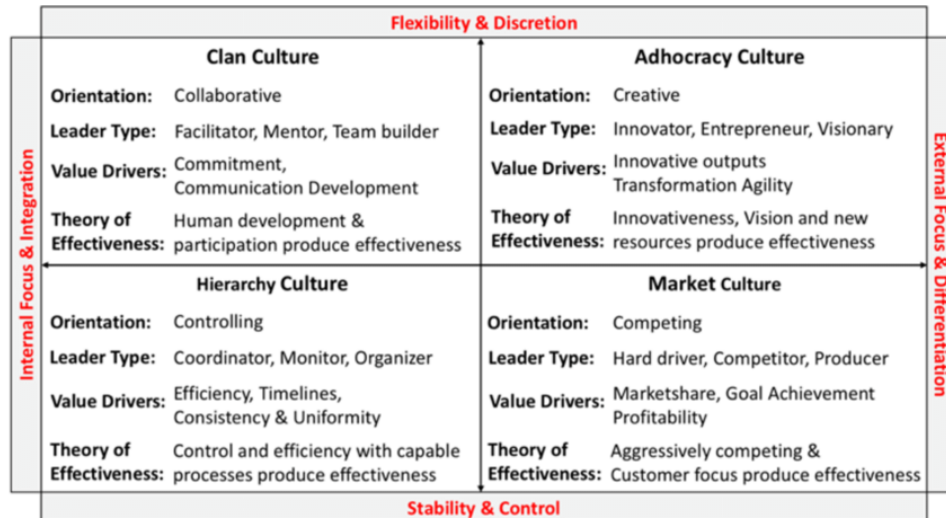 Flexibility & Discretion
Internal Focus & Integration
Clan Culture
Orientation: Collaborative
Leader Type: Facilitator, Mentor, Team builder
Value Drivers: Commitment,
Communication Development
Theory of Human development &
Effectiveness: participation produce effectiveness
Adhocracy Culture
Orientation: Creative
Leader Type: Innovator, Entrepreneur, Visionary
Value Drivers: Innovative outputs
Transformation Agility
Theory of Innovativeness, Vision and new
Effectiveness: resources produce effectiveness
Hierarchy Culture
Orientation: Controlling
Leader Type: Coordinator, Monitor, Organizer
Value Drivers: Efficiency, Timelines,
Consistency & Uniformity
Theory of Control and efficiency with capable
Effectiveness: processes produce effectiveness
Market Culture
Orientation: Competing
Leader Type: Hard driver, Competitor, Producer
Value Drivers: Marketshare, Goal Achievement
Profitability
Theory of Aggressively competing &
Effectiveness: Customer focus produce effectiveness
External Focus & Differentiation
Stability & Control